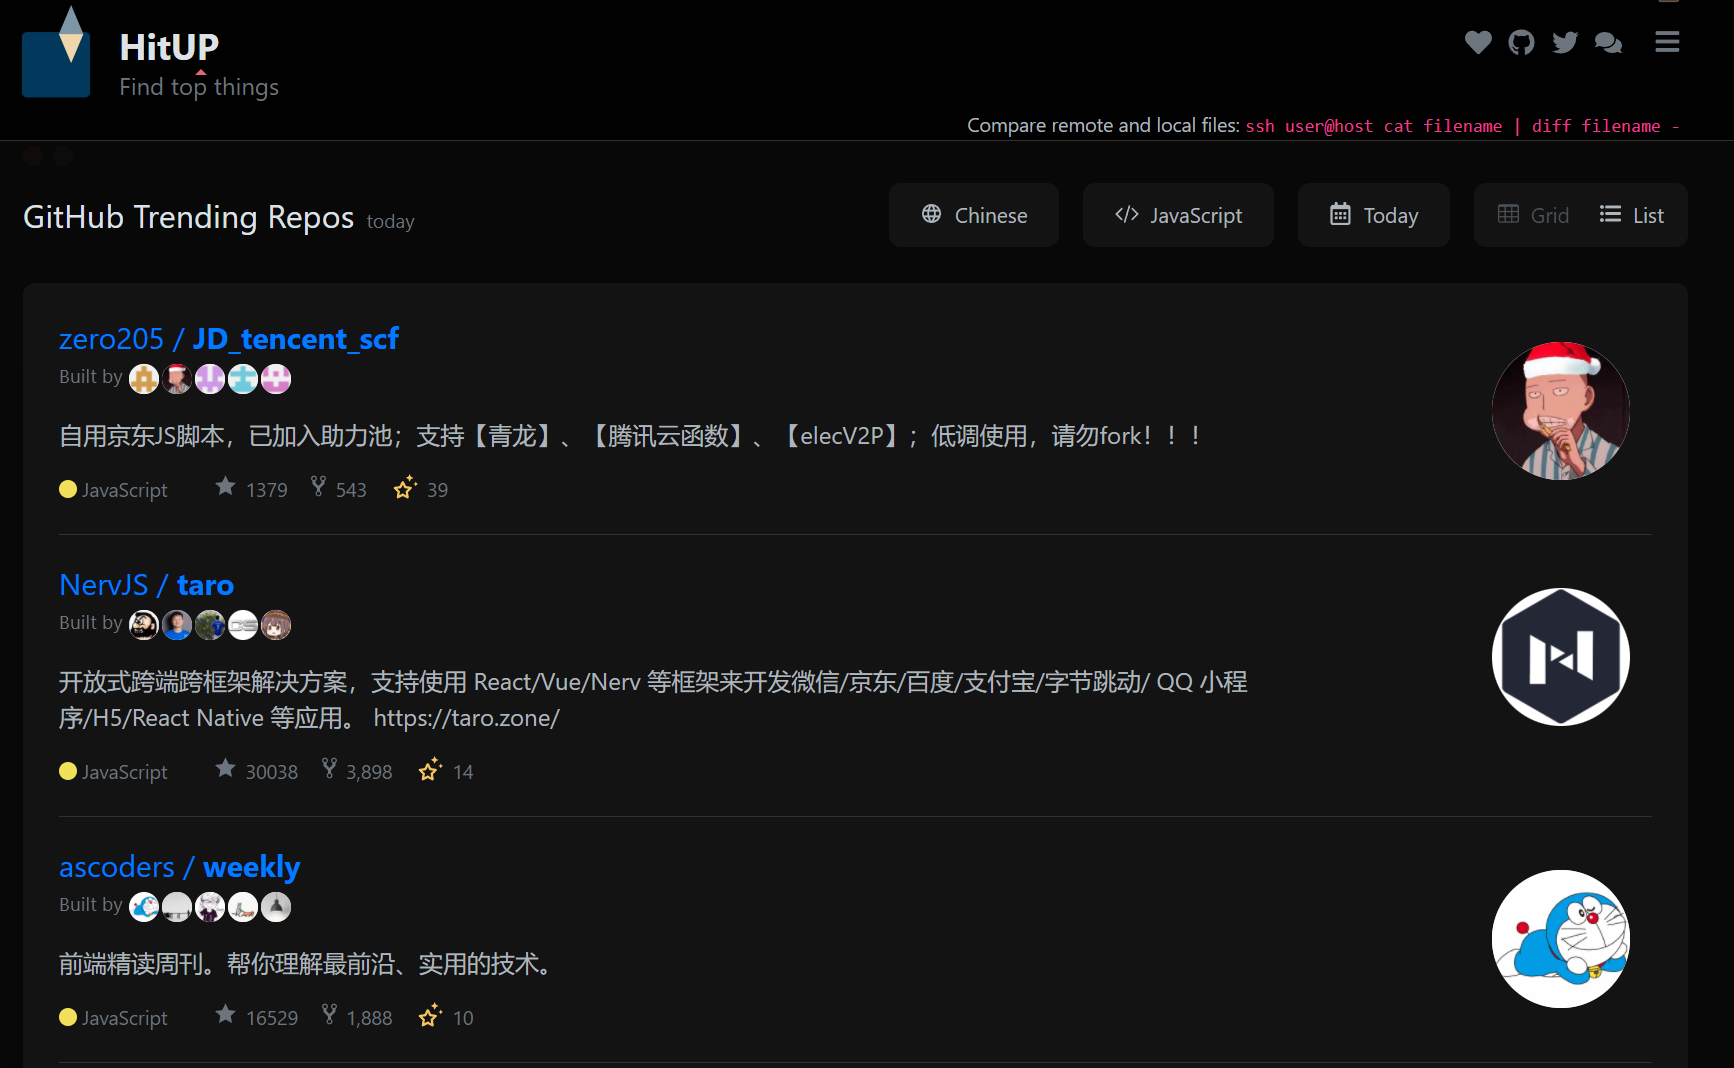 HitUP
Find top things
Compare remote and local files: ssh user@host cat filename | diff filename -
GitHub Trending Repos today
Chinese
JavaScript
Today
Grid
List
zero205 / JD_tencent_scf
Built by
自用京东JS脚本，已加入助力池；支持【青龙】、【腾讯云函数】、【elecV2P】；低调使用，请勿fork！！！
JavaScript 1379 543 39
NervJS / taro
Built by
开放式跨端跨框架解决方案，支持使用 React/Vue/Nerv 等框架来开发微信/京东/百度/支付宝/字节跳动/ QQ 小程
序/H5/React Native 等应用。 https://taro.zone/
JavaScript 30038 3,898 14
ascoders / weekly
Built by
前端精读周刊。帮你理解最前沿、实用的技术。
JavaScript 16529 1,888 10